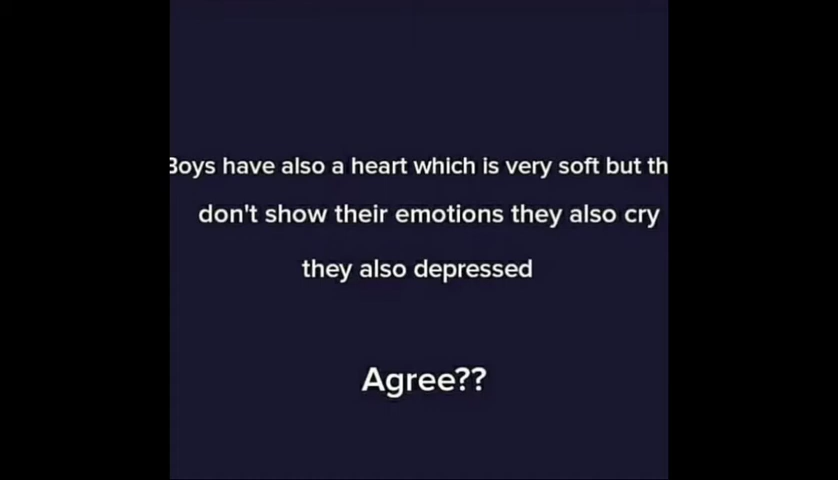 Boys have also a heart which is very soft but th
don't show their emotions they also cry
they also depressed
Agree??